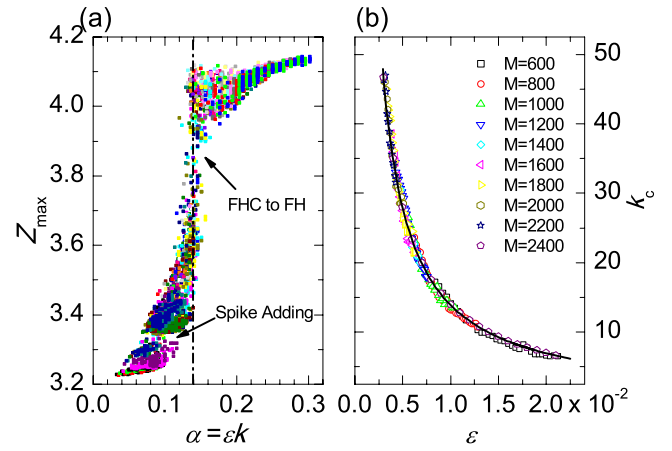 (a)
4.2
4.0
3.8
3.6
3.4
3.2
Z_max
FHC to FH
Spike Adding
0.0 0.1 0.2 0.3
α = εk
(b)
M=600
M=800
M=1000
M=1200
M=1400
M=1600
M=1800
M=2000
M=2200
M=2400
50
40
30
20
10
k_c
0.0 0.5 1.0 1.5 2.0 x 10⁻²
ε